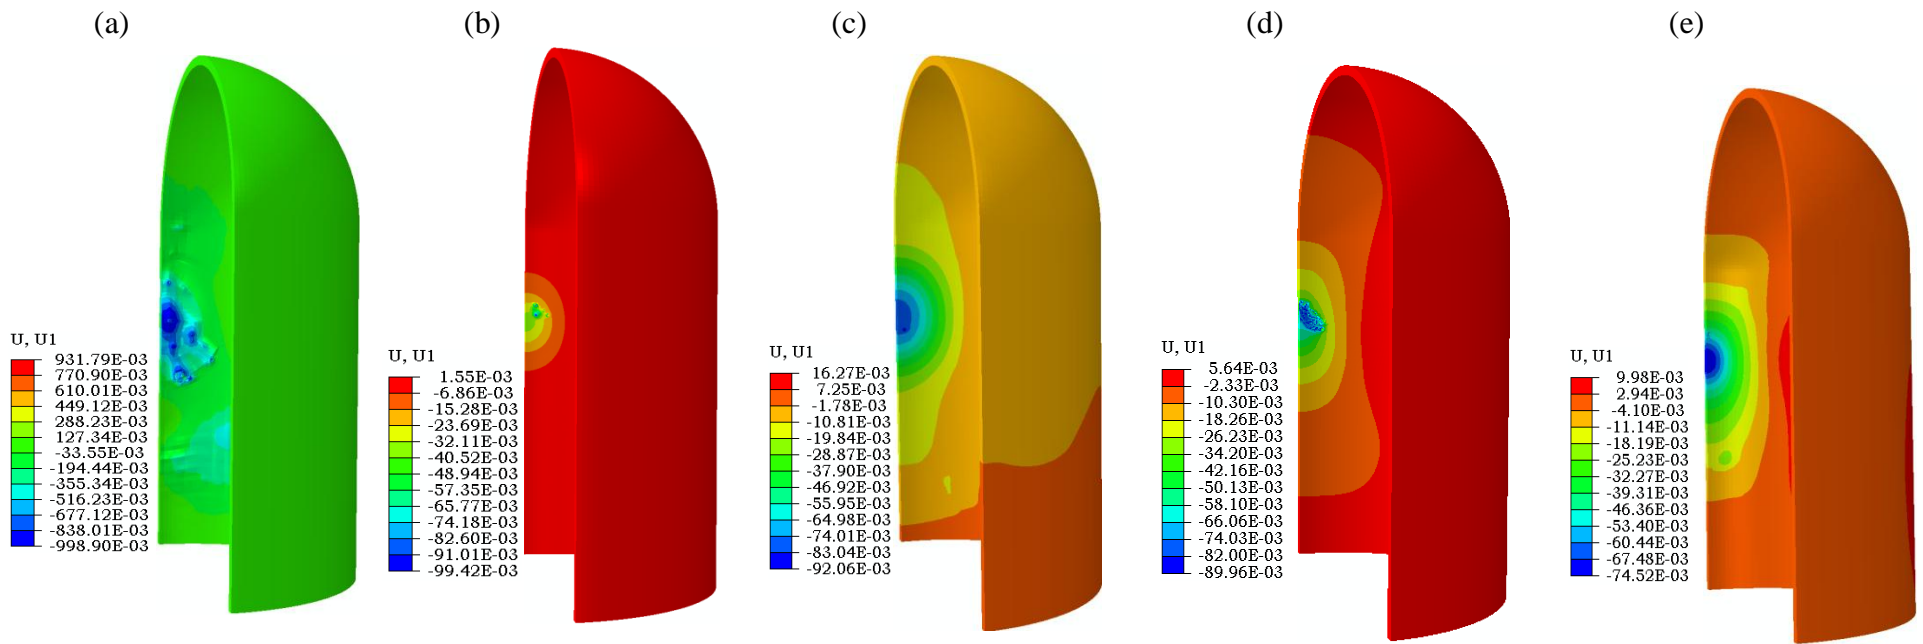 (a) (b) (c) (d) (e)
U, U1
931.79E-03
770.90E-03
610.01E-03
449.12E-03
288.23E-03
127.34E-03
-33.55E-03
-194.44E-03
-355.34E-03
-516.23E-03
-677.12E-03
-838.01E-03
-998.90E-03
U, U1
1.55E-03
-6.86E-03
-15.28E-03
-23.69E-03
-32.11E-03
-40.52E-03
-48.94E-03
-57.35E-03
-65.77E-03
-74.18E-03
-82.60E-03
-91.01E-03
-99.42E-03
U, U1
16.27E-03
7.25E-03
-1.78E-03
-10.81E-03
-19.84E-03
-28.87E-03
-37.90E-03
-46.92E-03
-55.95E-03
-64.98E-03
-74.01E-03
-83.04E-03
-92.06E-03
U, U1
5.64E-03
-2.33E-03
-10.30E-03
-18.26E-03
-26.23E-03
-34.20E-03
-42.16E-03
-50.13E-03
-58.10E-03
-66.06E-03
-74.03E-03
-82.00E-03
-89.96E-03
U, U1
9.98E-03
2.94E-03
-4.10E-03
-11.14E-03
-18.19E-03
-25.23E-03
-32.27E-03
-39.31E-03
-46.36E-03
-53.40E-03
-60.44E-03
-67.48E-03
-74.52E-03